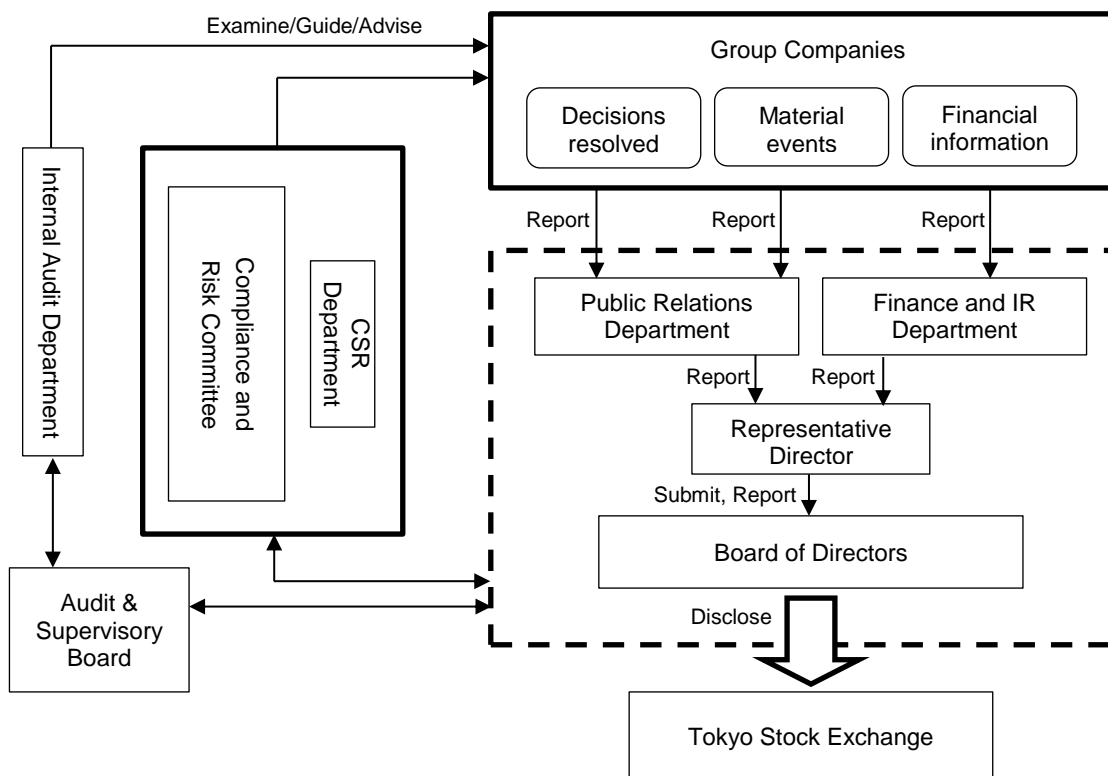 Examine/Guide/Advise
Group Companies
Decisions
resolved
Material
events
Financial
information
Internal Audit Department
Compliance and
Risk Committee
CSR
Department
Report
Report
Report
Public Relations
Department
Finance and IR
Department
Report
Report
Representative
Director
Submit, Report
Board of Directors
Audit &
Supervisory
Board
Disclose
Tokyo Stock Exchange